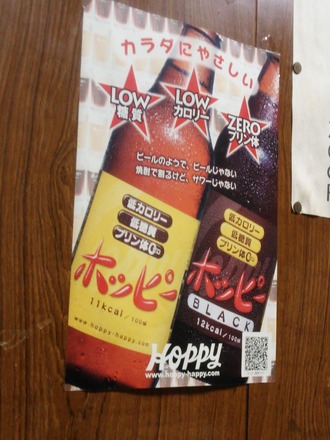 カラダにやさしい
LOW
糖質
LOW
カロリー
ZERO
プリン体
ビールのようで、ビールじゃない
焼酎で割るけど、サワーじゃない
低カロリー
低糖質
プリン体0
ホッピー
11kcal/100ml
www.hoppy-happy.com
低カロリー
低糖質
プリン体0
ホッピー
BLACK
12kcal/100ml
Hoppy
www.hoppy-happy.com